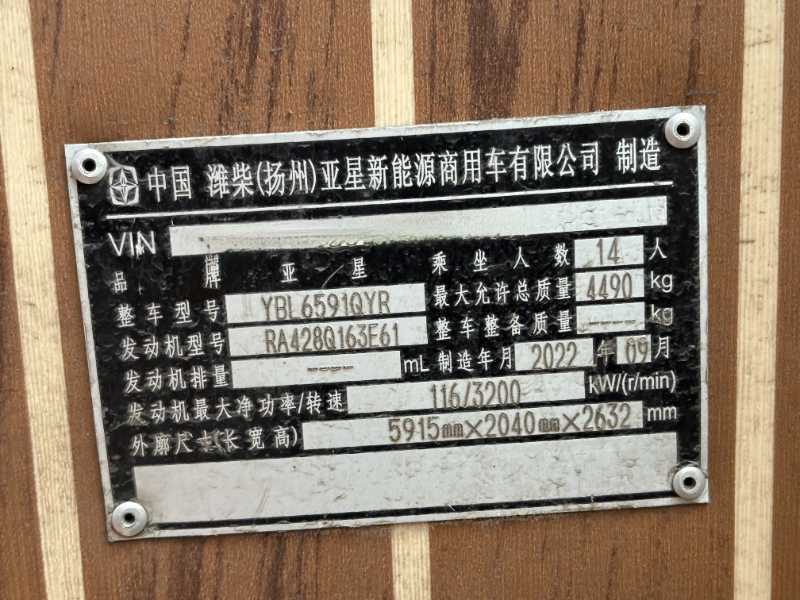 中国 潍柴(扬州)亚星新能源商用车有限公司 制造
VIN
品牌 亚星 乘坐人数 14 人
整车型号 YBL6591QYR 最大允许总质量 4490 kg
发动机型号 RA428Q163E61 整车整备质量 ---- kg
发动机排量 ---- mL 制造年月 2022 年 09 月
发动机最大净功率/转速 116/3200 kW/(r/min)
外廓尺寸(长宽高) 5915mm×2040mm×2632 mm